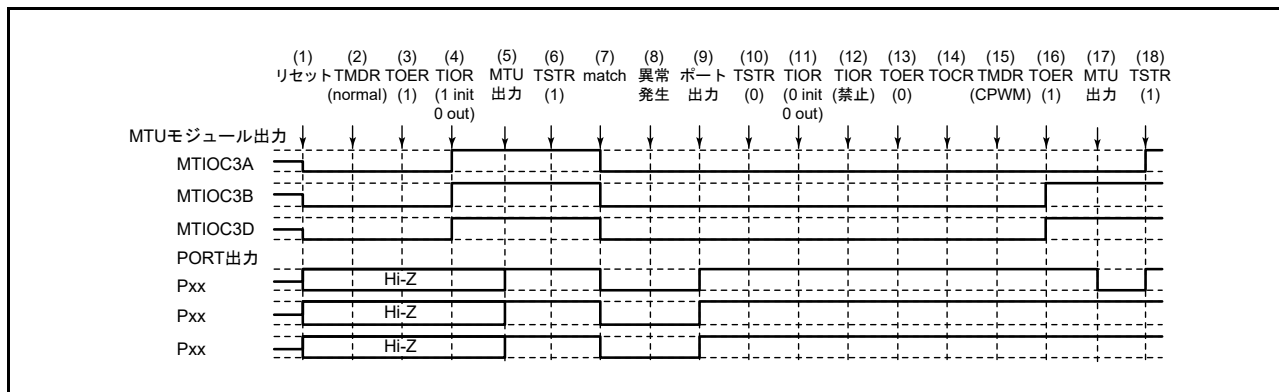 (1) (2) (3) (4) (5) (6) (7) (8) (9) (10) (11) (12) (13) (14) (15) (16) (17) (18)
リセット TMDR TOER TIOR MTU TSTR match 異常 ポート TSTR TIOR TIOR TOER TOCR TMDR TOER MTU TSTR
(normal) (1) (1 init 出力 (1) 発生 出力 (0) (0 init (禁止) (0) (CPWM) (1) 出力 (1)
0 out) 0 out)
MTUモジュール出力
MTIOC3A
MTIOC3B
MTIOC3D
PORT出力
Pxx Hi-Z
Pxx Hi-Z
Pxx Hi-Z